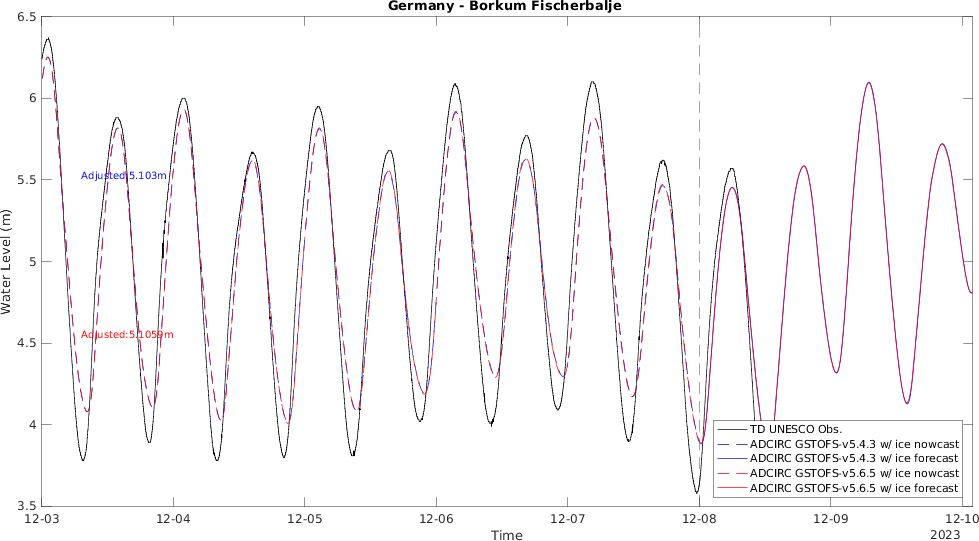 Germany - Borkum Fischerbalje
6.5
6
5.5
5
4.5
4
3.5
Water Level (m)
Adjusted:5.103m
Adjusted:5.1059m
TD UNESCO Obs.
ADCIRC GSTOFS-v5.4.3 w/ ice nowcast
ADCIRC GSTOFS-v5.4.3 w/ ice forecast
ADCIRC GSTOFS-v5.6.5 w/ ice nowcast
ADCIRC GSTOFS-v5.6.5 w/ ice forecast
12-03 12-04 12-05 12-06 12-07 12-08 12-09 12-10
Time
2023